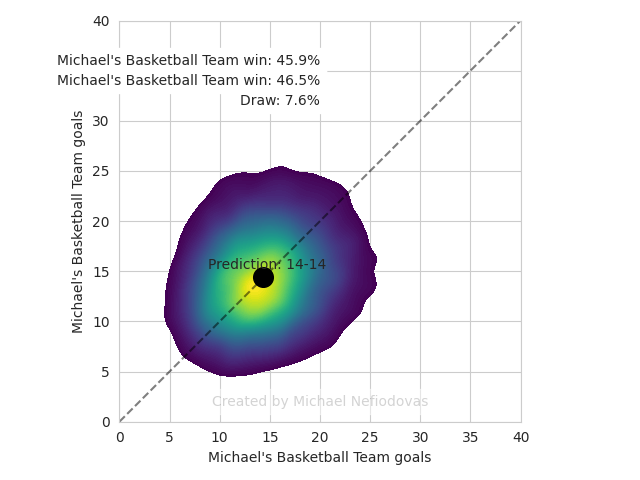 40
Michael's Basketball Team win: 45.9%
Michael's Basketball Team win: 46.5%
Draw: 7.6%
30
25
20
15
10
5
0
Michael's Basketball Team goals
Prediction: 14-14
Created by Michael Nefiodovas
0 5 10 15 20 25 30 35 40
Michael's Basketball Team goals